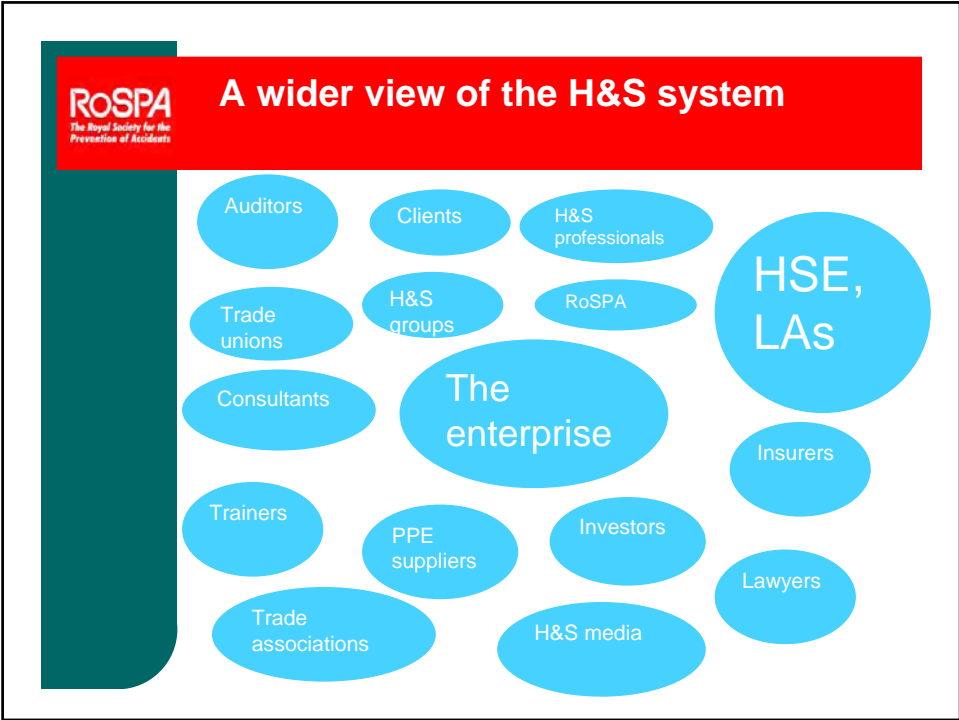 RoSPA
The Royal Society for the
Prevention of Accidents
A wider view of the H&S system
Auditors
Clients
H&S
professionals
HSE,
LAs
Trade
unions
H&S
groups
RoSPA
Consultants
The
enterprise
Insurers
Trainers
PPE
suppliers
Investors
Lawyers
Trade
associations
H&S media